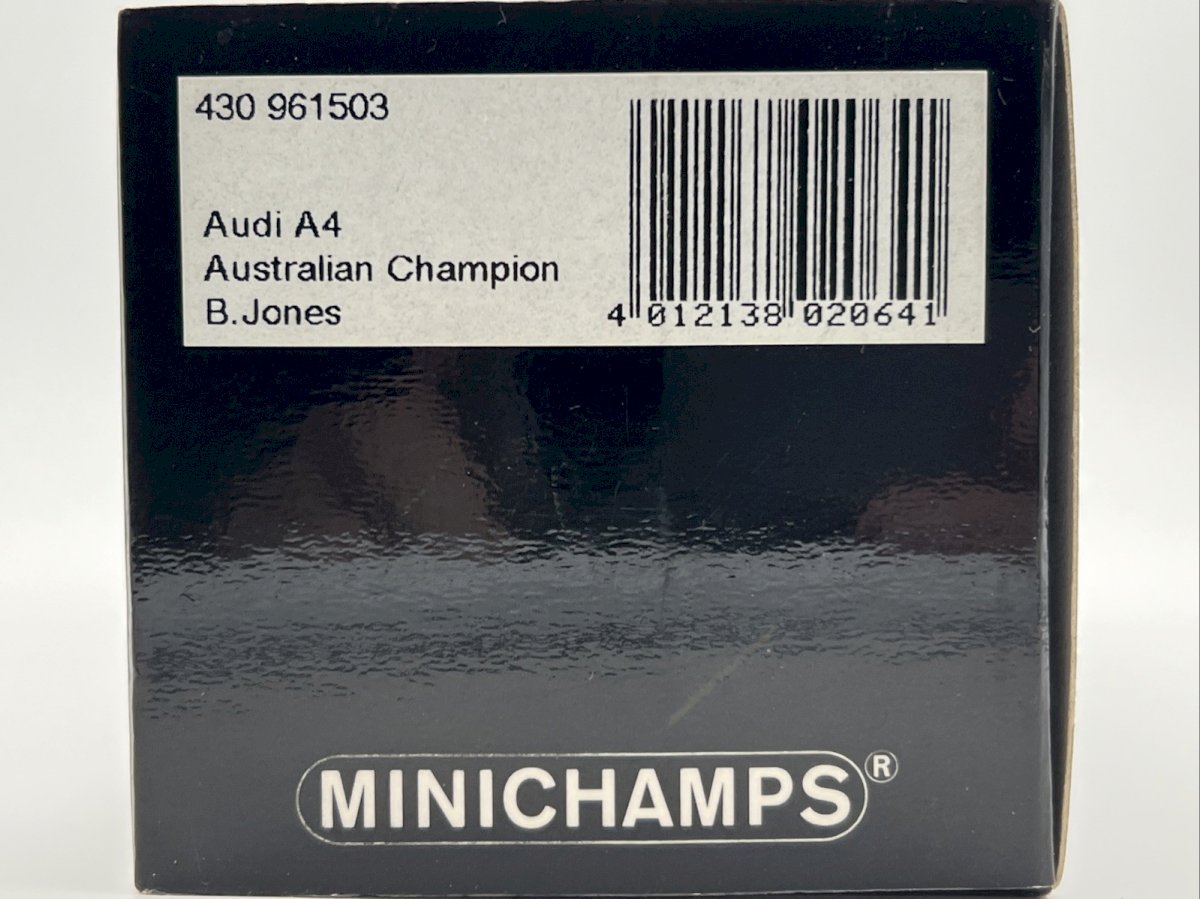 430 961503
Audi A4
Australian Champion
B.Jones
4 012138 020641
MINICHAMPS®